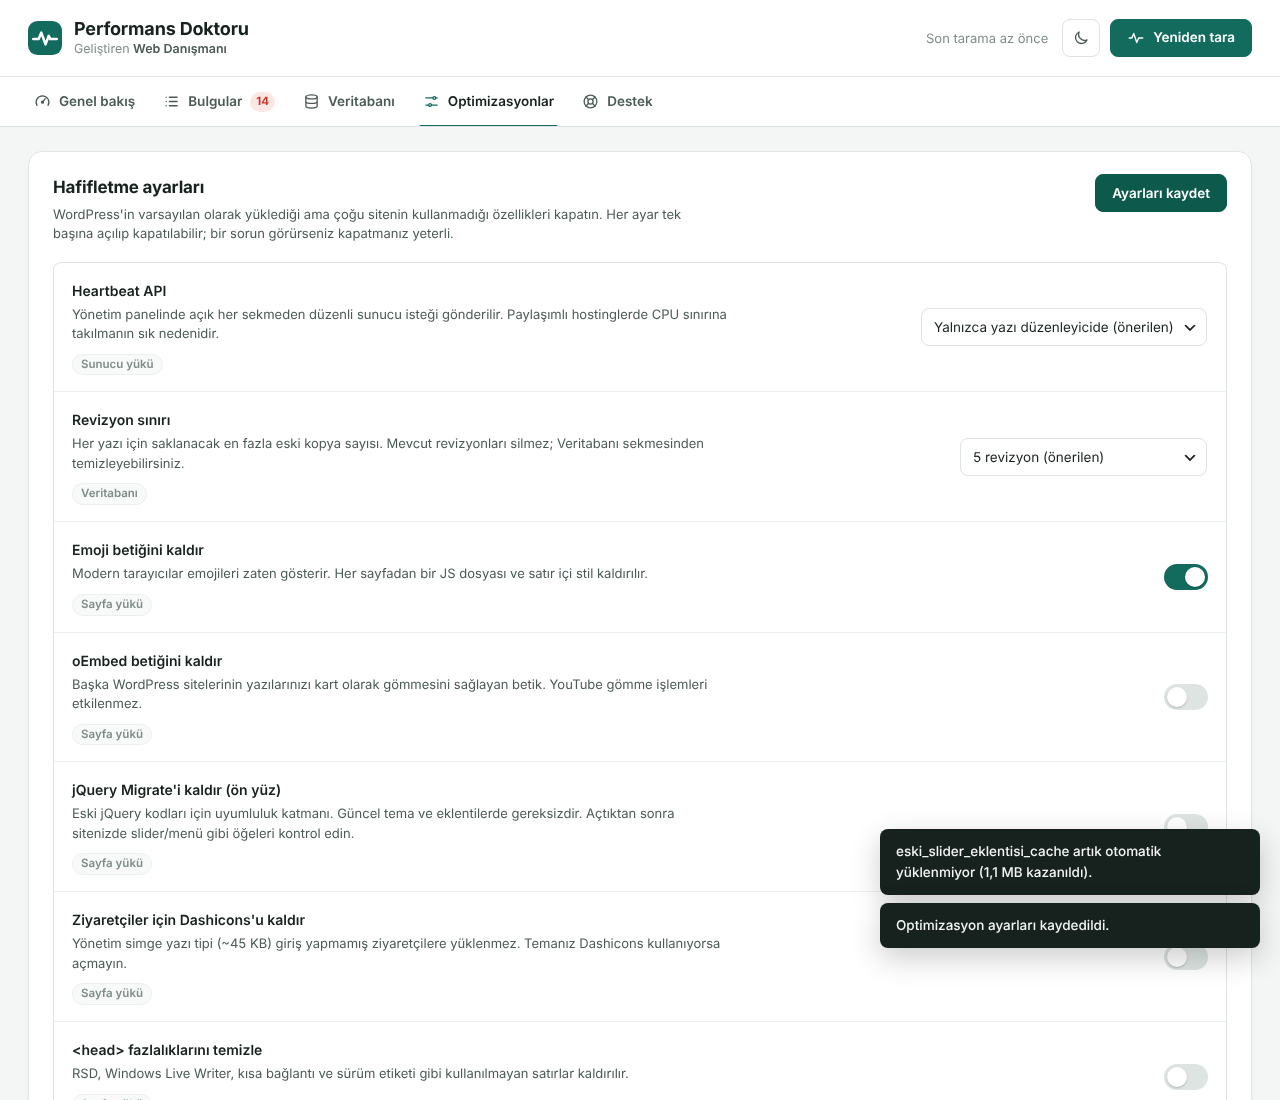 Performans Doktoru
Geliştiren Web Danışmanı
Son tarama az önce
Yeniden tara
Genel bakış
Bulgular 14
Veritabanı
Optimizasyonlar
Destek
Hafifletme ayarları
WordPress'in varsayılan olarak yüklediği ama çoğu sitenin kullanmadığı özellikleri kapatın. Her ayar tek
başına açılıp kapatılabilir; bir sorun görürseniz kapatmanız yeterli.
Ayarları kaydet
Heartbeat API
Yönetim panelinde açık her sekmeden düzenli sunucu isteği gönderilir. Paylaşımlı hostinglerde CPU sınırına
takılmanın sık nedenidir.
Sunucu yükü
Yalnızca yazı düzenleyicide (önerilen)
Revizyon sınırı
Her yazı için saklanacak en fazla eski kopya sayısı. Mevcut revizyonları silmez; Veritabanı sekmesinden
temizleyebilirsiniz.
Veritabanı
5 revizyon (önerilen)
Emoji betiğini kaldır
Modern tarayıcılar emojileri zaten gösterir. Her sayfadan bir JS dosyası ve satır içi stil kaldırılır.
Sayfa yükü
oEmbed betiğini kaldır
Başka WordPress sitelerinin yazılarınızı kart olarak gömmesini sağlayan betik. YouTube gömme işlemleri
etkilenmez.
Sayfa yükü
jQuery Migrate'i kaldır (ön yüz)
Eski jQuery kodları için uyumluluk katmanı. Güncel tema ve eklentilerde gereksizdir. Açtıktan sonra
sitenizde slider/menü gibi öğeleri kontrol edin.
Sayfa yükü
eski_slider_eklentisi_cache artık otomatik
yüklenmiyor (1,1 MB kazanıldı).
Optimizasyon ayarları kaydedildi.
Ziyaretçiler için Dashicons'u kaldır
Yönetim simge yazı tipi (~45 KB) giriş yapmamış ziyaretçilere yüklenmez. Temanız Dashicons kullanıyorsa
açmayın.
Sayfa yükü
<head> fazlalıklarını temizle
RSD, Windows Live Writer, kısa bağlantı ve sürüm etiketi gibi kullanılmayan satırlar kaldırılır.